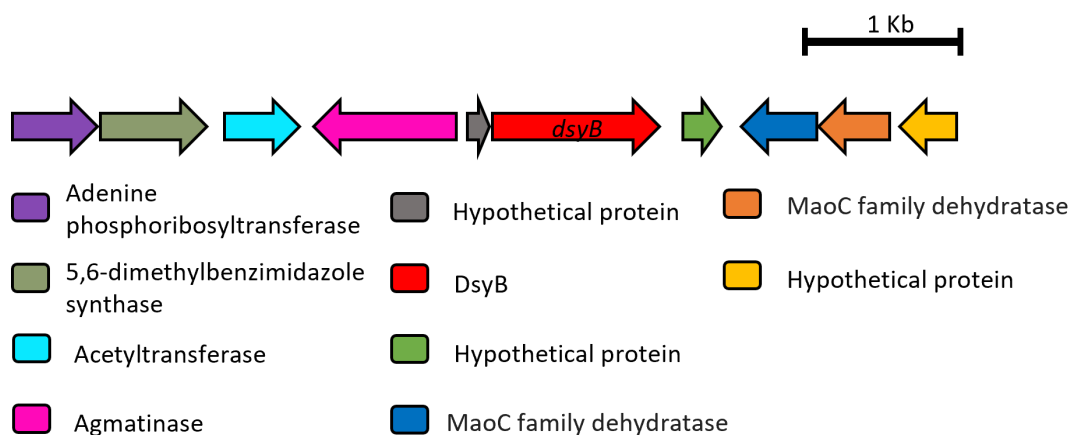 1 Kb
dsyB
Adenine
phosphoribosyltransferase
5,6-dimethylbenzimidazole
synthase
Acetyltransferase
Agmatinase
Hypothetical protein
DsyB
Hypothetical protein
MaoC family dehydratase
MaoC family dehydratase
Hypothetical protein